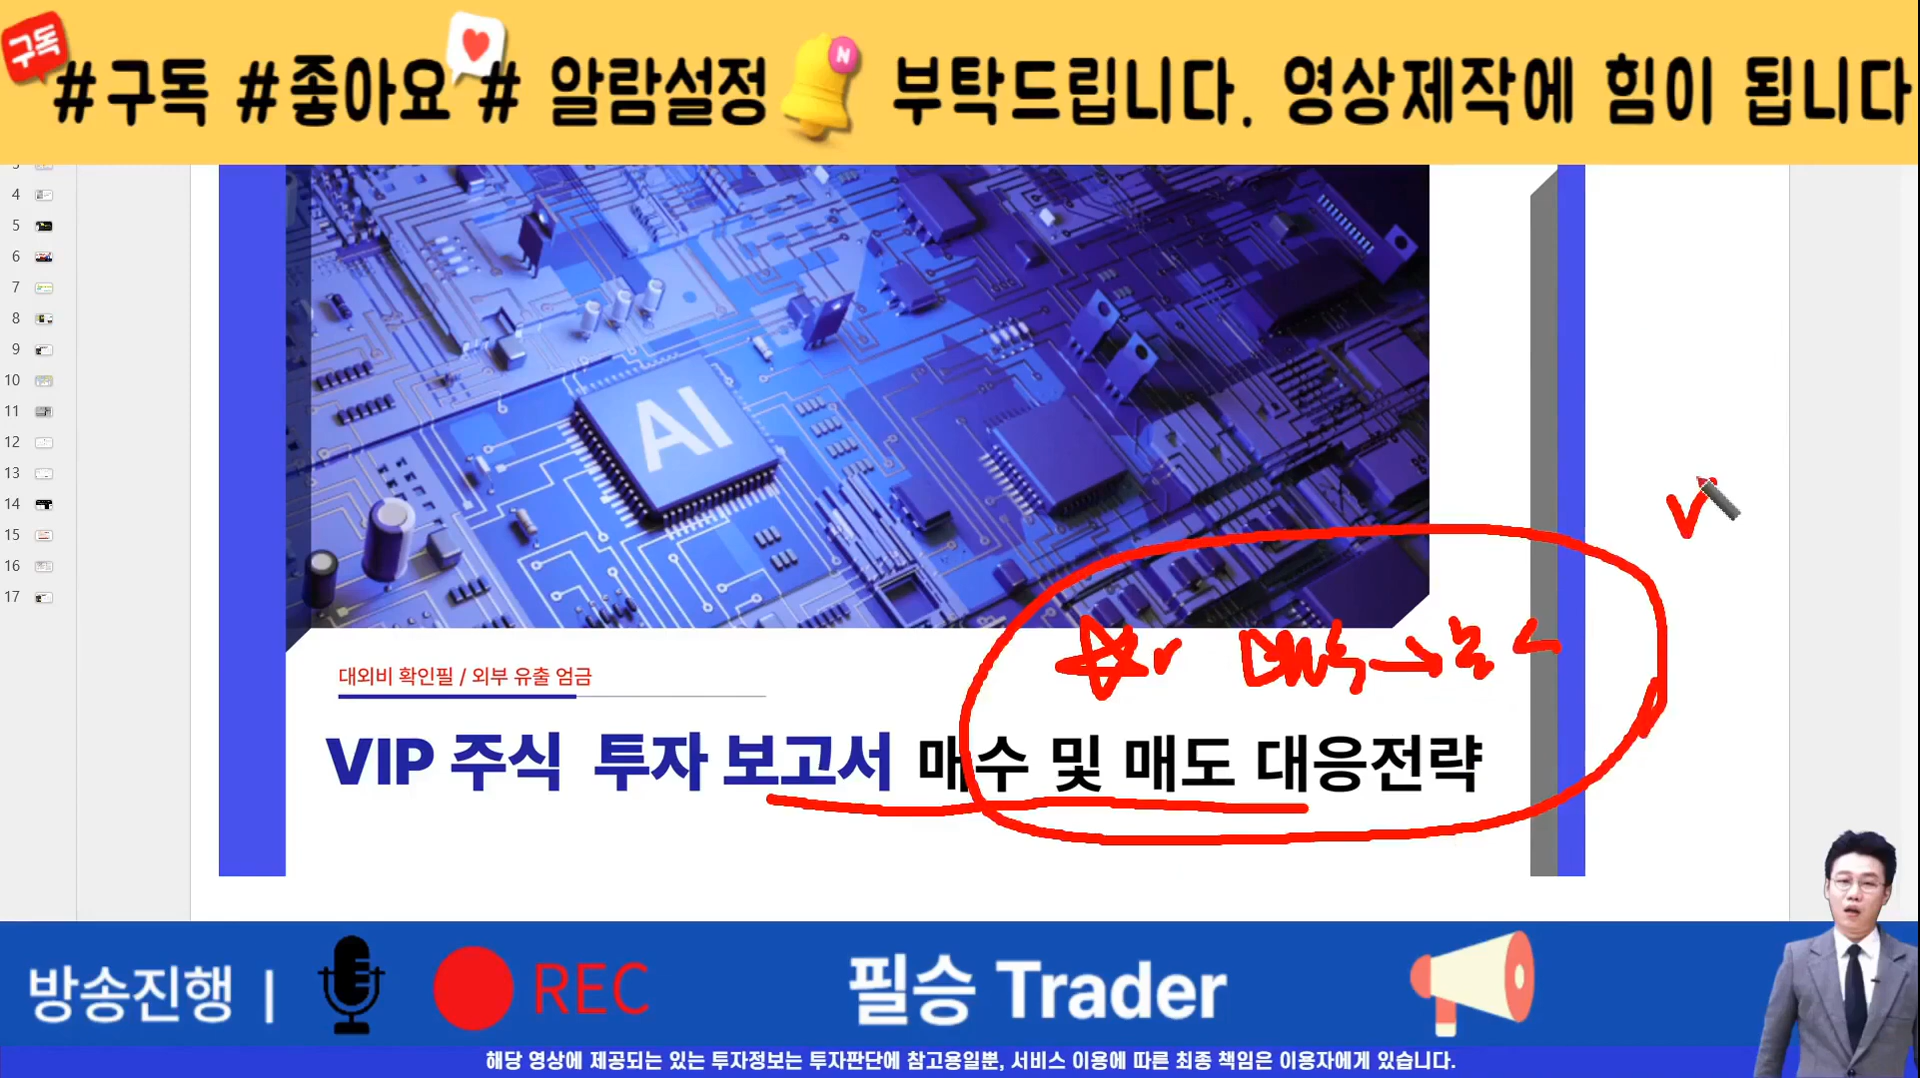 구독
#구독 #좋아요 # 알람설정 N 부탁드립니다. 영상제작에 힘이 됩니다
4
5
6
7
8
9
10
11
12
13
14
15
16
17
AI
대외비 확인필 / 외부 유출 엄금
VIP 주식 투자 보고서 매수 및 매도 대응전략
방송진행 | REC 필승 Trader
해당 영상에 제공되는 있는 투자정보는 투자판단에 참고용일뿐, 서비스 이용에 따른 최종 책임은 이용자에게 있습니다.